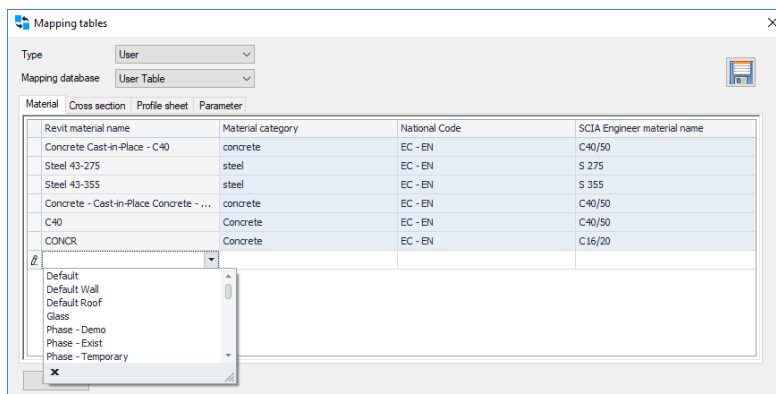 Mapping tables
Type User
Mapping database User Table
Material Cross section Profile sheet Parameter
Revit material name Material category National Code SCIA Engineer material name
Concrete Cast-in-Place - C40 concrete EC - EN C40/50
Steel 43-275 steel EC - EN S 275
Steel 43-355 steel EC - EN S 355
Concrete - Cast-in-Place Concrete - ... concrete EC - EN C40/50
C40 Concrete EC - EN C40/50
CONCR Concrete EC - EN C16/20
Default
Default Wall
Default Roof
Glass
Phase - Demo
Phase - Exist
Phase - Temporary